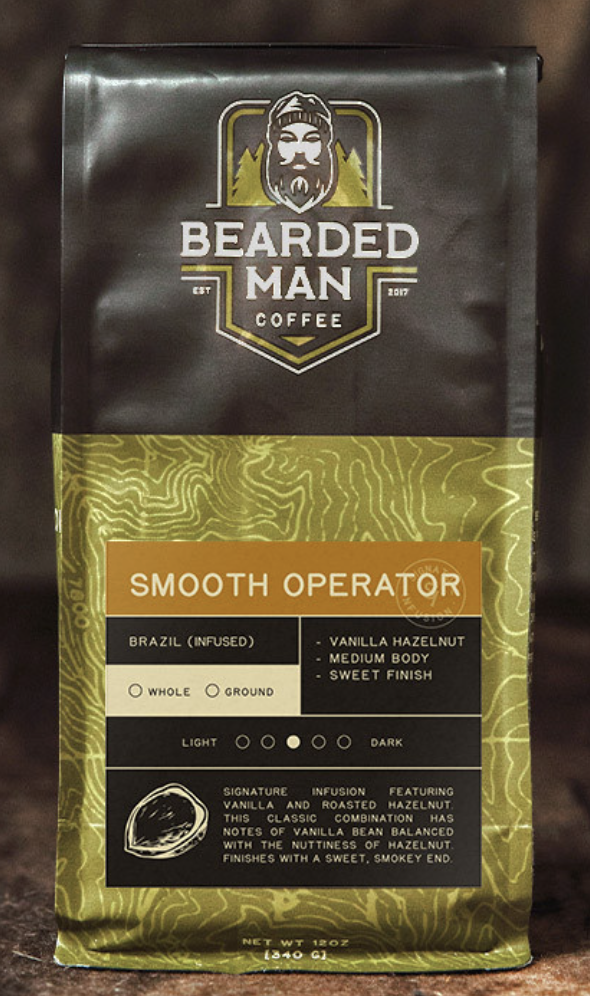 BEARDED
MAN
EST
2017
COFFEE
SMOOTH OPERATOR
BRAZIL (INFUSED)
- VANILLA HAZELNUT
- MEDIUM BODY
- SWEET FINISH
WHOLE GROUND
LIGHT DARK
SIGNATURE INFUSION FEATURING
VANILLA AND ROASTED HAZELNUT.
THIS CLASSIC COMBINATION HAS
NOTES OF VANILLA BEAN BALANCED
WITH THE NUTTINESS OF HAZELNUT.
FINISHES WITH A SWEET, SMOKEY END.
NET WT 12OZ
[340 G]
7800